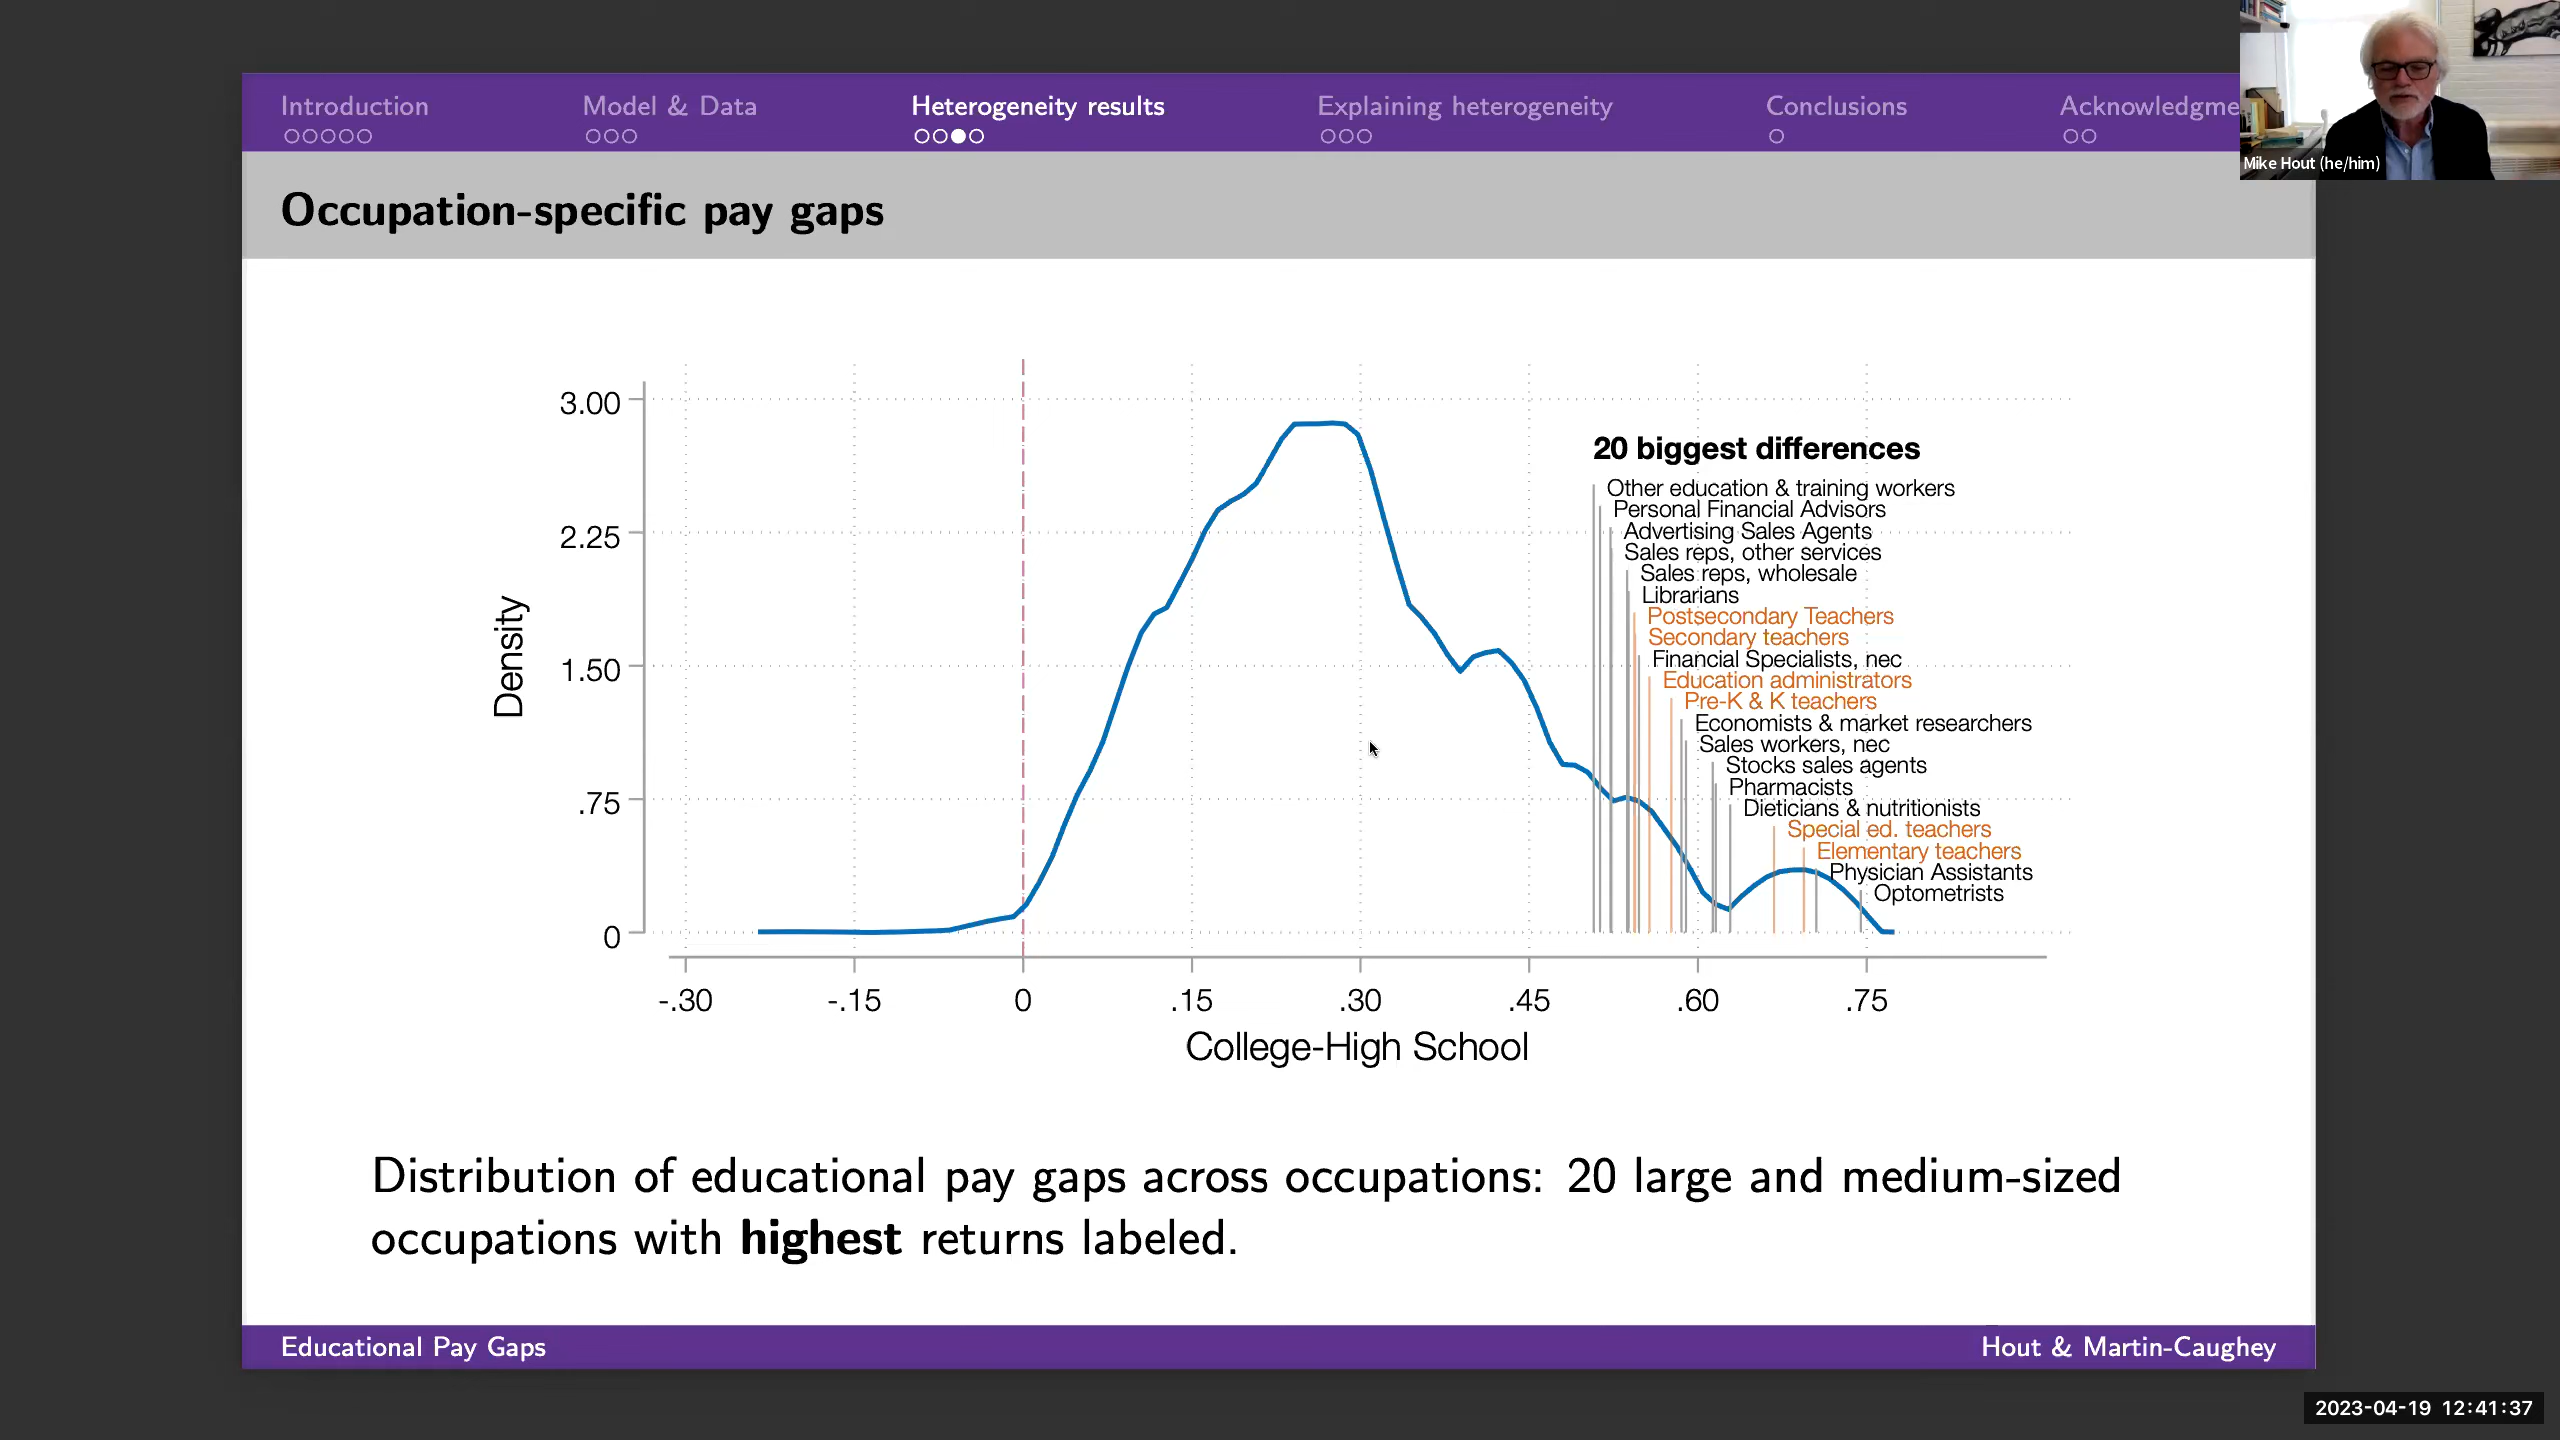 Introduction
Model & Data
Heterogeneity results
Explaining heterogeneity
Conclusions
Acknowledgme
Mike Hout (he/him)
Occupation-specific pay gaps
3.00
2.25
1.50
.75
0
Density
-.30
-.15
0
.15
.30
.45
.60
.75
College-High School
20 biggest differences
Other education & training workers
Personal Financial Advisors
Advertising Sales Agents
Sales reps, other services
Sales reps, wholesale
Librarians
Postsecondary Teachers
Secondary teachers
Financial Specialists, nec
Education administrators
Pre-K & K teachers
Economists & market researchers
Sales workers, nec
Stocks sales agents
Pharmacists
Dieticians & nutritionists
Special ed. teachers
Elementary teachers
Physician Assistants
Optometrists
Distribution of educational pay gaps across occupations: 20 large and medium-sized
occupations with highest returns labeled.
Educational Pay Gaps
Hout & Martin-Caughey
2023-04-19 12:41:37